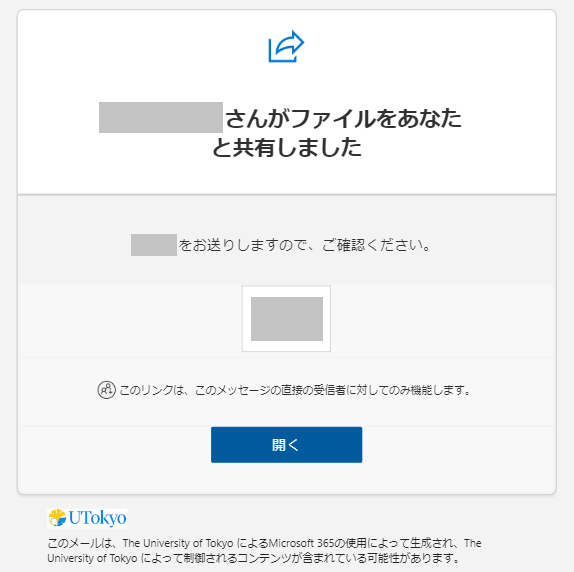 さんがファイルをあなた
と共有しました
をお送りしますので、ご確認ください。
このリンクは、このメッセージの直接の受信者に対してのみ機能します。
開く
UTokyo
このメールは、The University of Tokyo によるMicrosoft 365の使用によって生成され、The
University of Tokyo によって制御されるコンテンツが含まれている可能性があります。